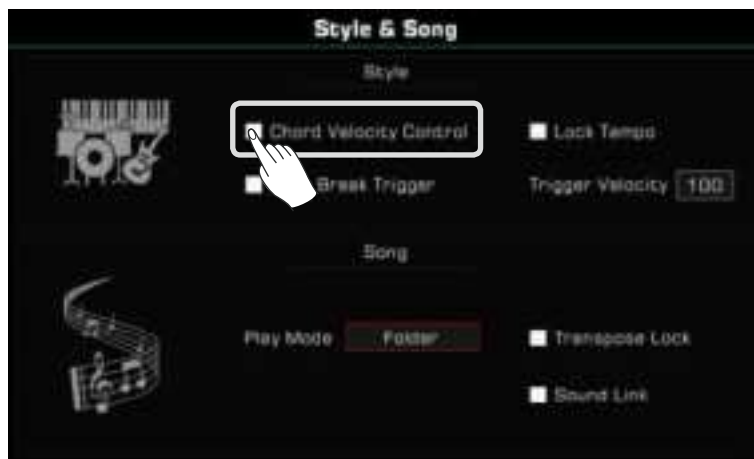 Style & Song
Style
Chord Velocity Control
Lock Tempo
Break Trigger
Trigger Velocity 100
Song
Play Mode Folder
Transpose Lock
Sound Link